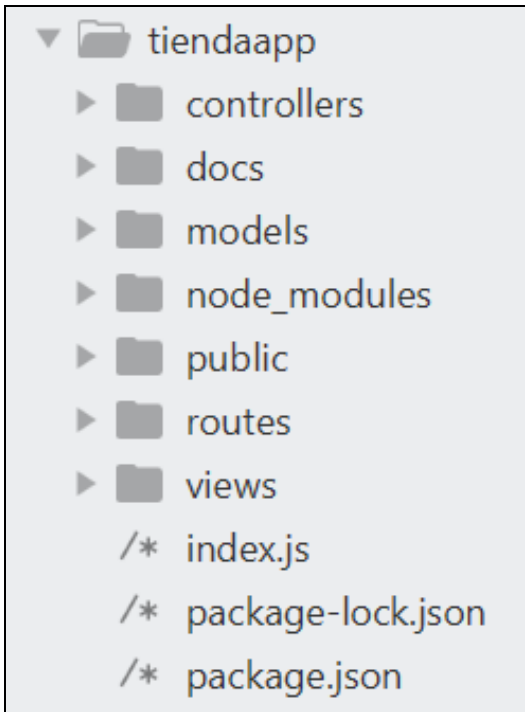 tiendaapp
controllers
docs
models
node_modules
public
routes
views
/* index.js
/* package-lock.json
/* package.json